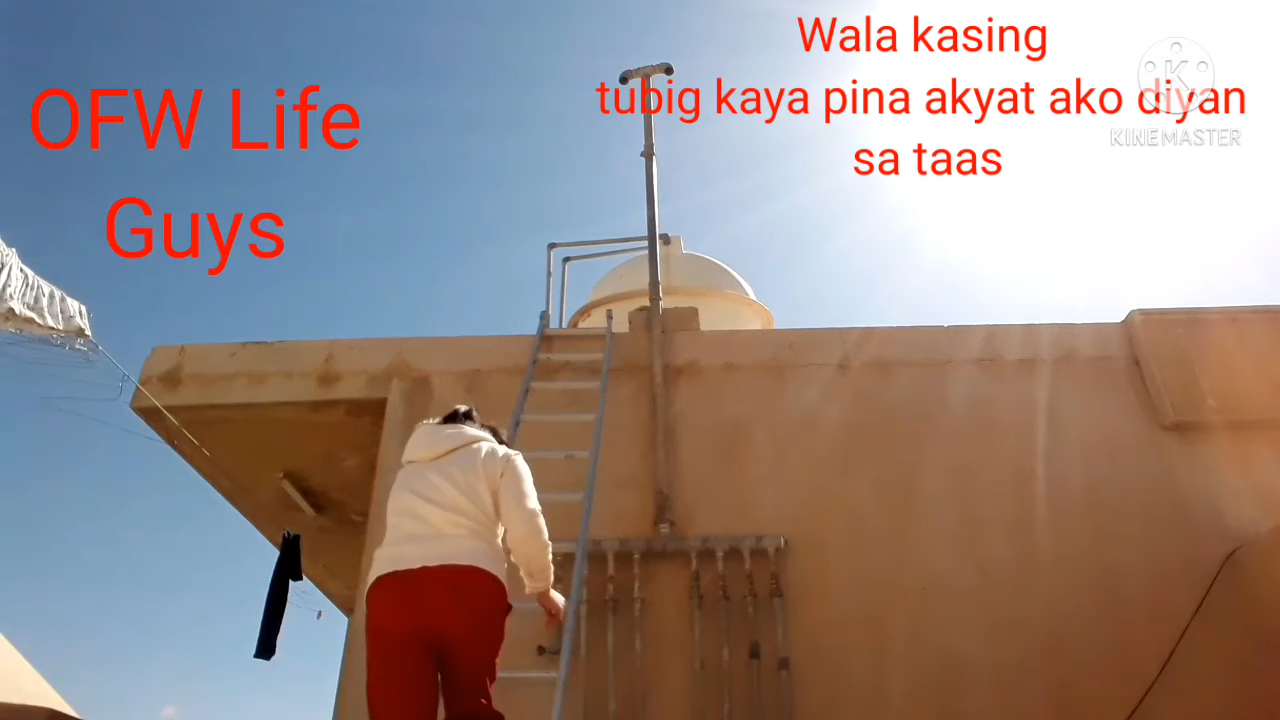 OFW Life
Guys
Wala kasing
tubig kaya pina akyat ako diyan
sa taas
K
KINEMASTER